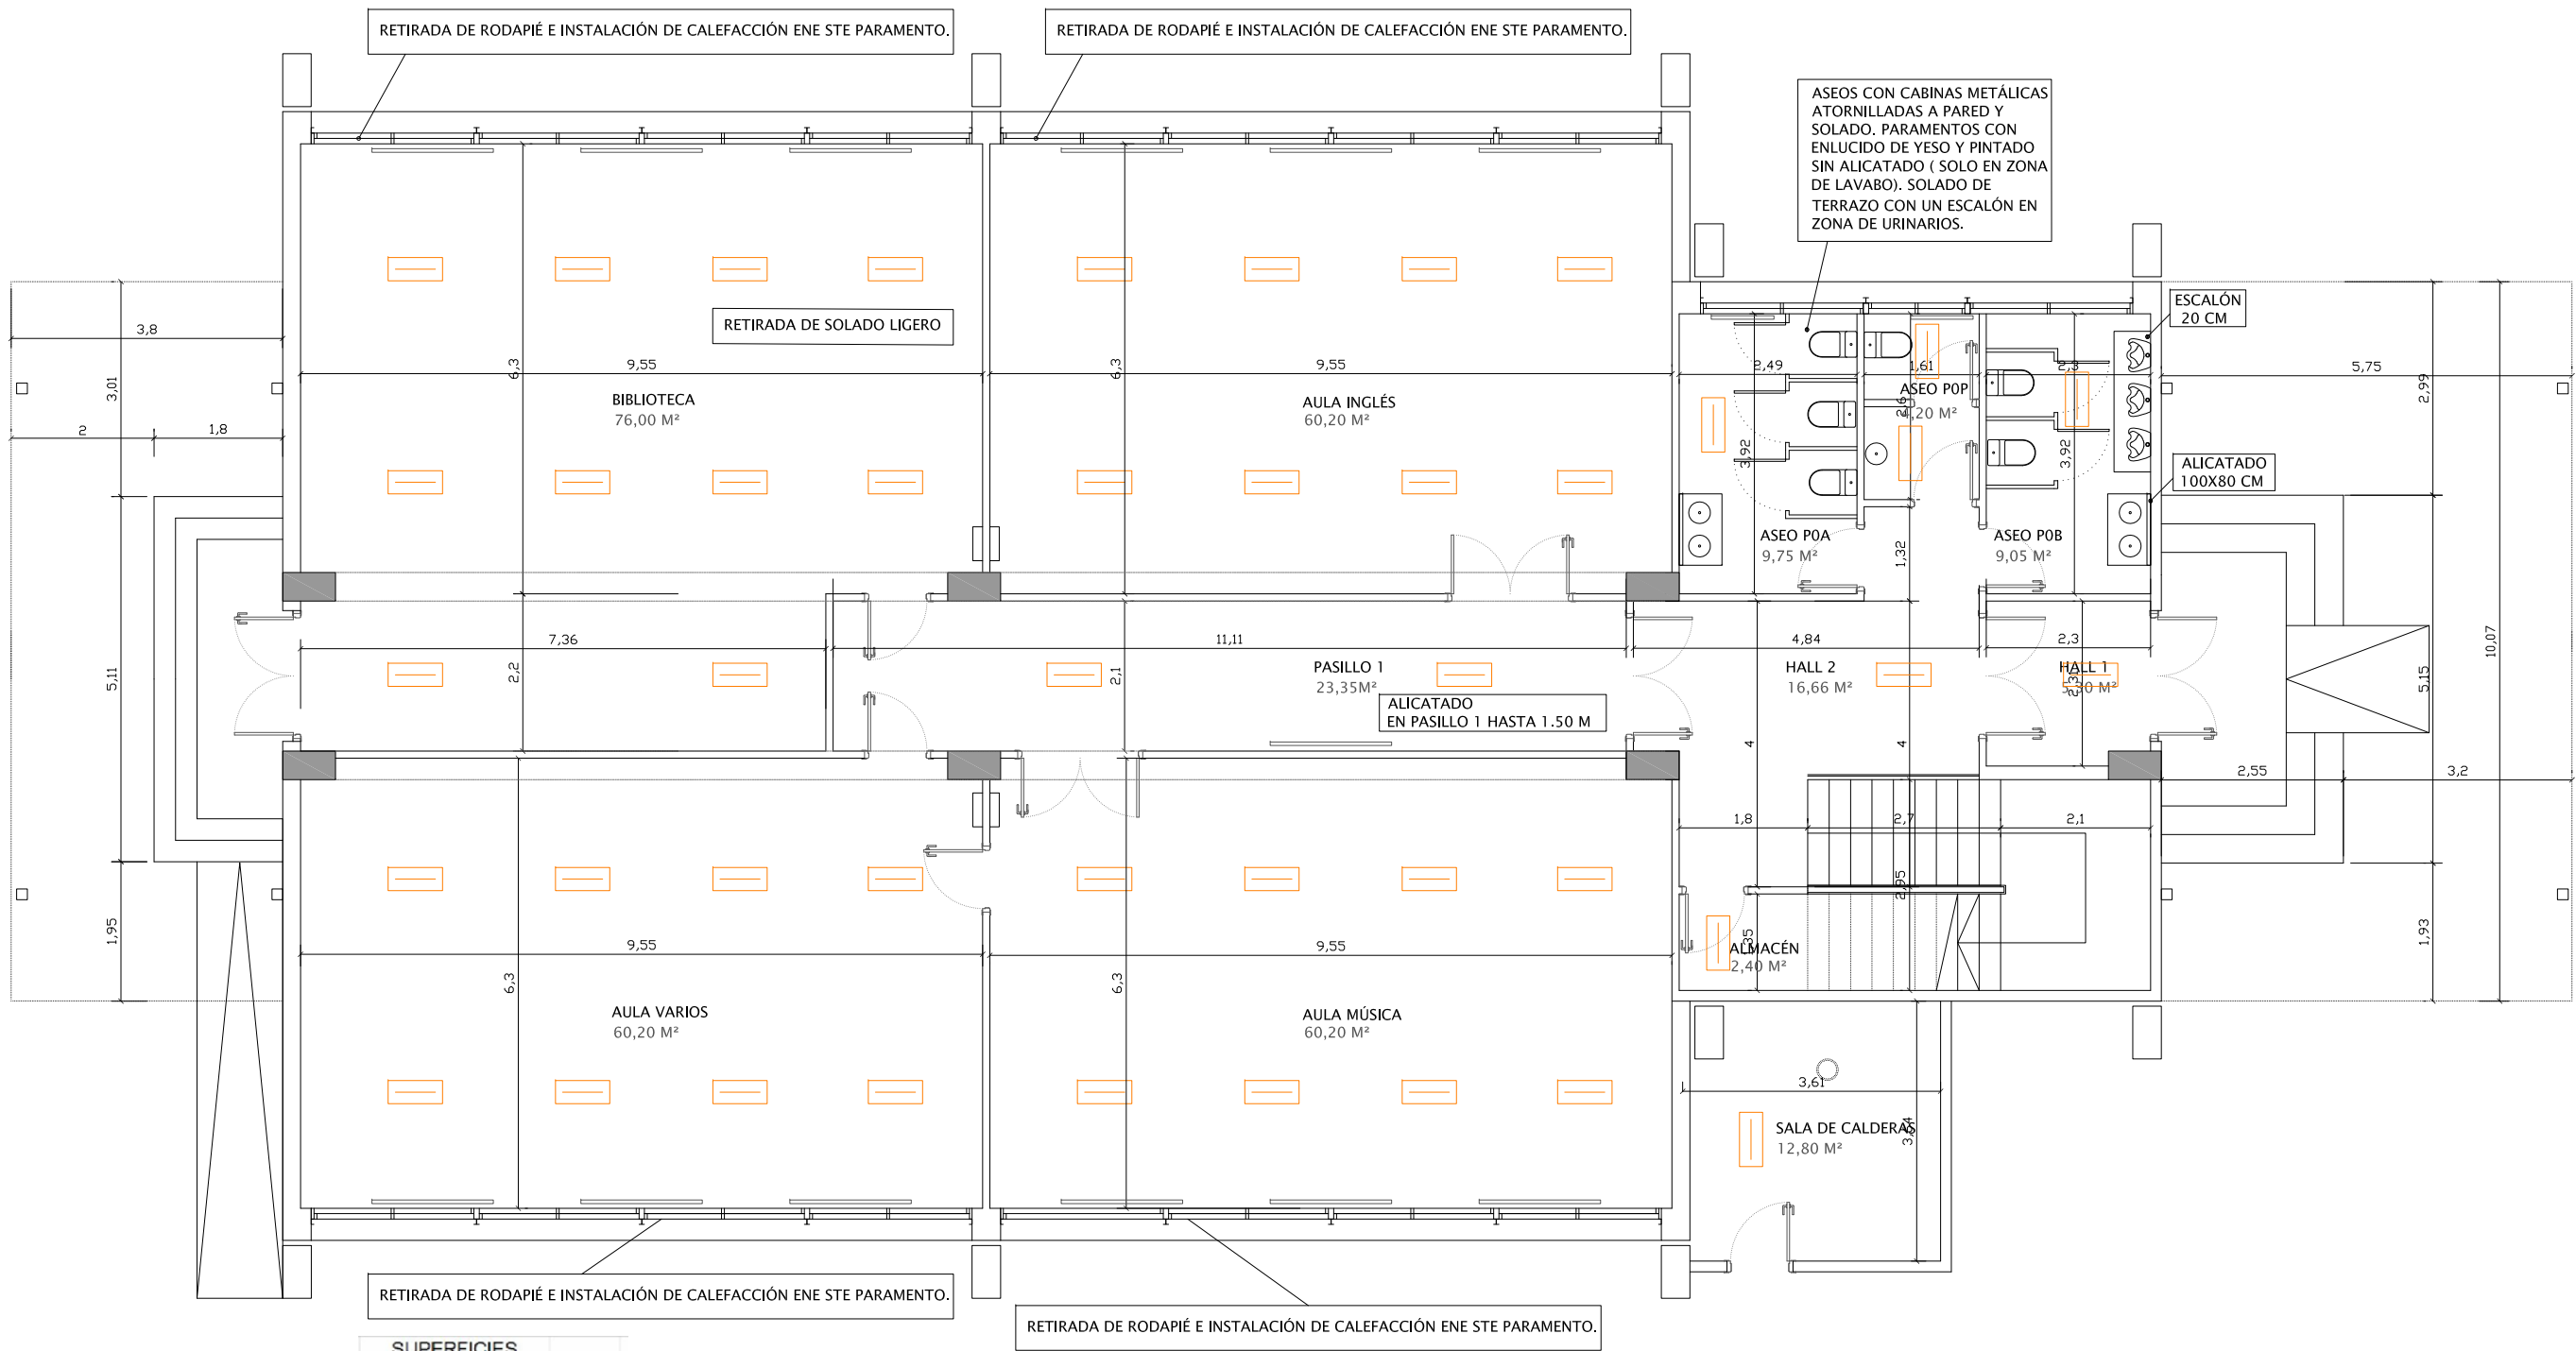 RETIRADA DE RODAPIÉ E INSTALACIÓN DE CALEFACCIÓN ENE STE PARAMENTO.
RETIRADA DE RODAPIÉ E INSTALACIÓN DE CALEFACCIÓN ENE STE PARAMENTO.
ASEOS CON CABINAS METÁLICAS
ATORNILLADAS A PARED Y
SOLADO. PARAMENTOS CON
ENLUCIDO DE YESO Y PINTADO
SIN ALICATADO ( SOLO EN ZONA
DE LAVABO). SOLADO DE
TERRAZO CON UN ESCALÓN EN
ZONA DE URINARIOS.
ESCALÓN
20 CM
RETIRADA DE SOLADO LIGERO
3,8
3,01
2
1,8
5,11
1,95
6,3
9,55
BIBLIOTECA
76,00 M²
6,3
9,55
AULA INGLÉS
60,20 M²
2,49
3,92
1,61
ASEO P0P
2,6
2,3
3,92
5,75
2,99
ALICATADO
100X80 CM
ASEO P0A
9,75 M²
1,32
ASEO P0B
9,05 M²
7,36
2,2
11,11
2,1
PASILLO 1
23,35M²
ALICATADO
EN PASILLO 1 HASTA 1.50 M
4,84
HALL 2
16,66 M²
2,3
HALL 1
10,07
5,15
4
4
2,55
3,2
1,8
2,7
2,1
2,95
1,35
ALMACÉN
2,40 M²
1,93
9,55
6,3
AULA VARIOS
60,20 M²
9,55
6,3
AULA MÚSICA
60,20 M²
3,61
SALA DE CALDERAS
12,80 M²
RETIRADA DE RODAPIÉ E INSTALACIÓN DE CALEFACCIÓN ENE STE PARAMENTO.
RETIRADA DE RODAPIÉ E INSTALACIÓN DE CALEFACCIÓN ENE STE PARAMENTO.
SUPERFICIES